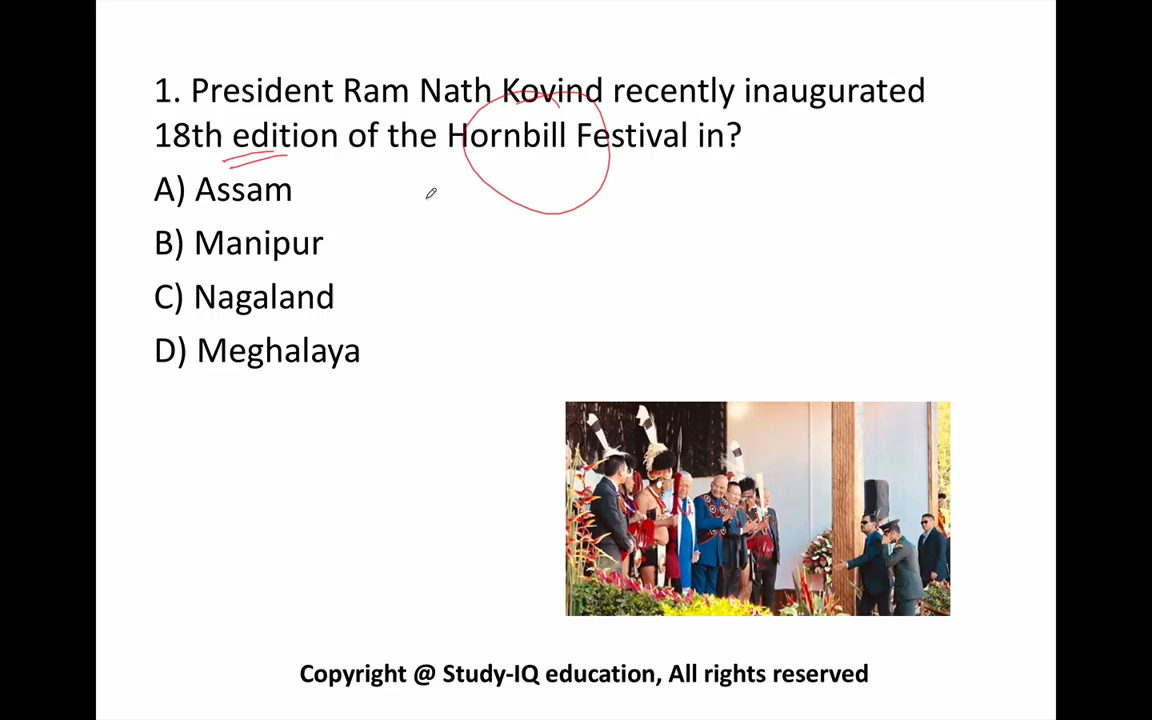 1. President Ram Nath Kovind recently inaugurated
18th edition of the Hornbill Festival in?
A) Assam
B) Manipur
C) Nagaland
D) Meghalaya
Copyright @ Study-IQ education, All rights reserved